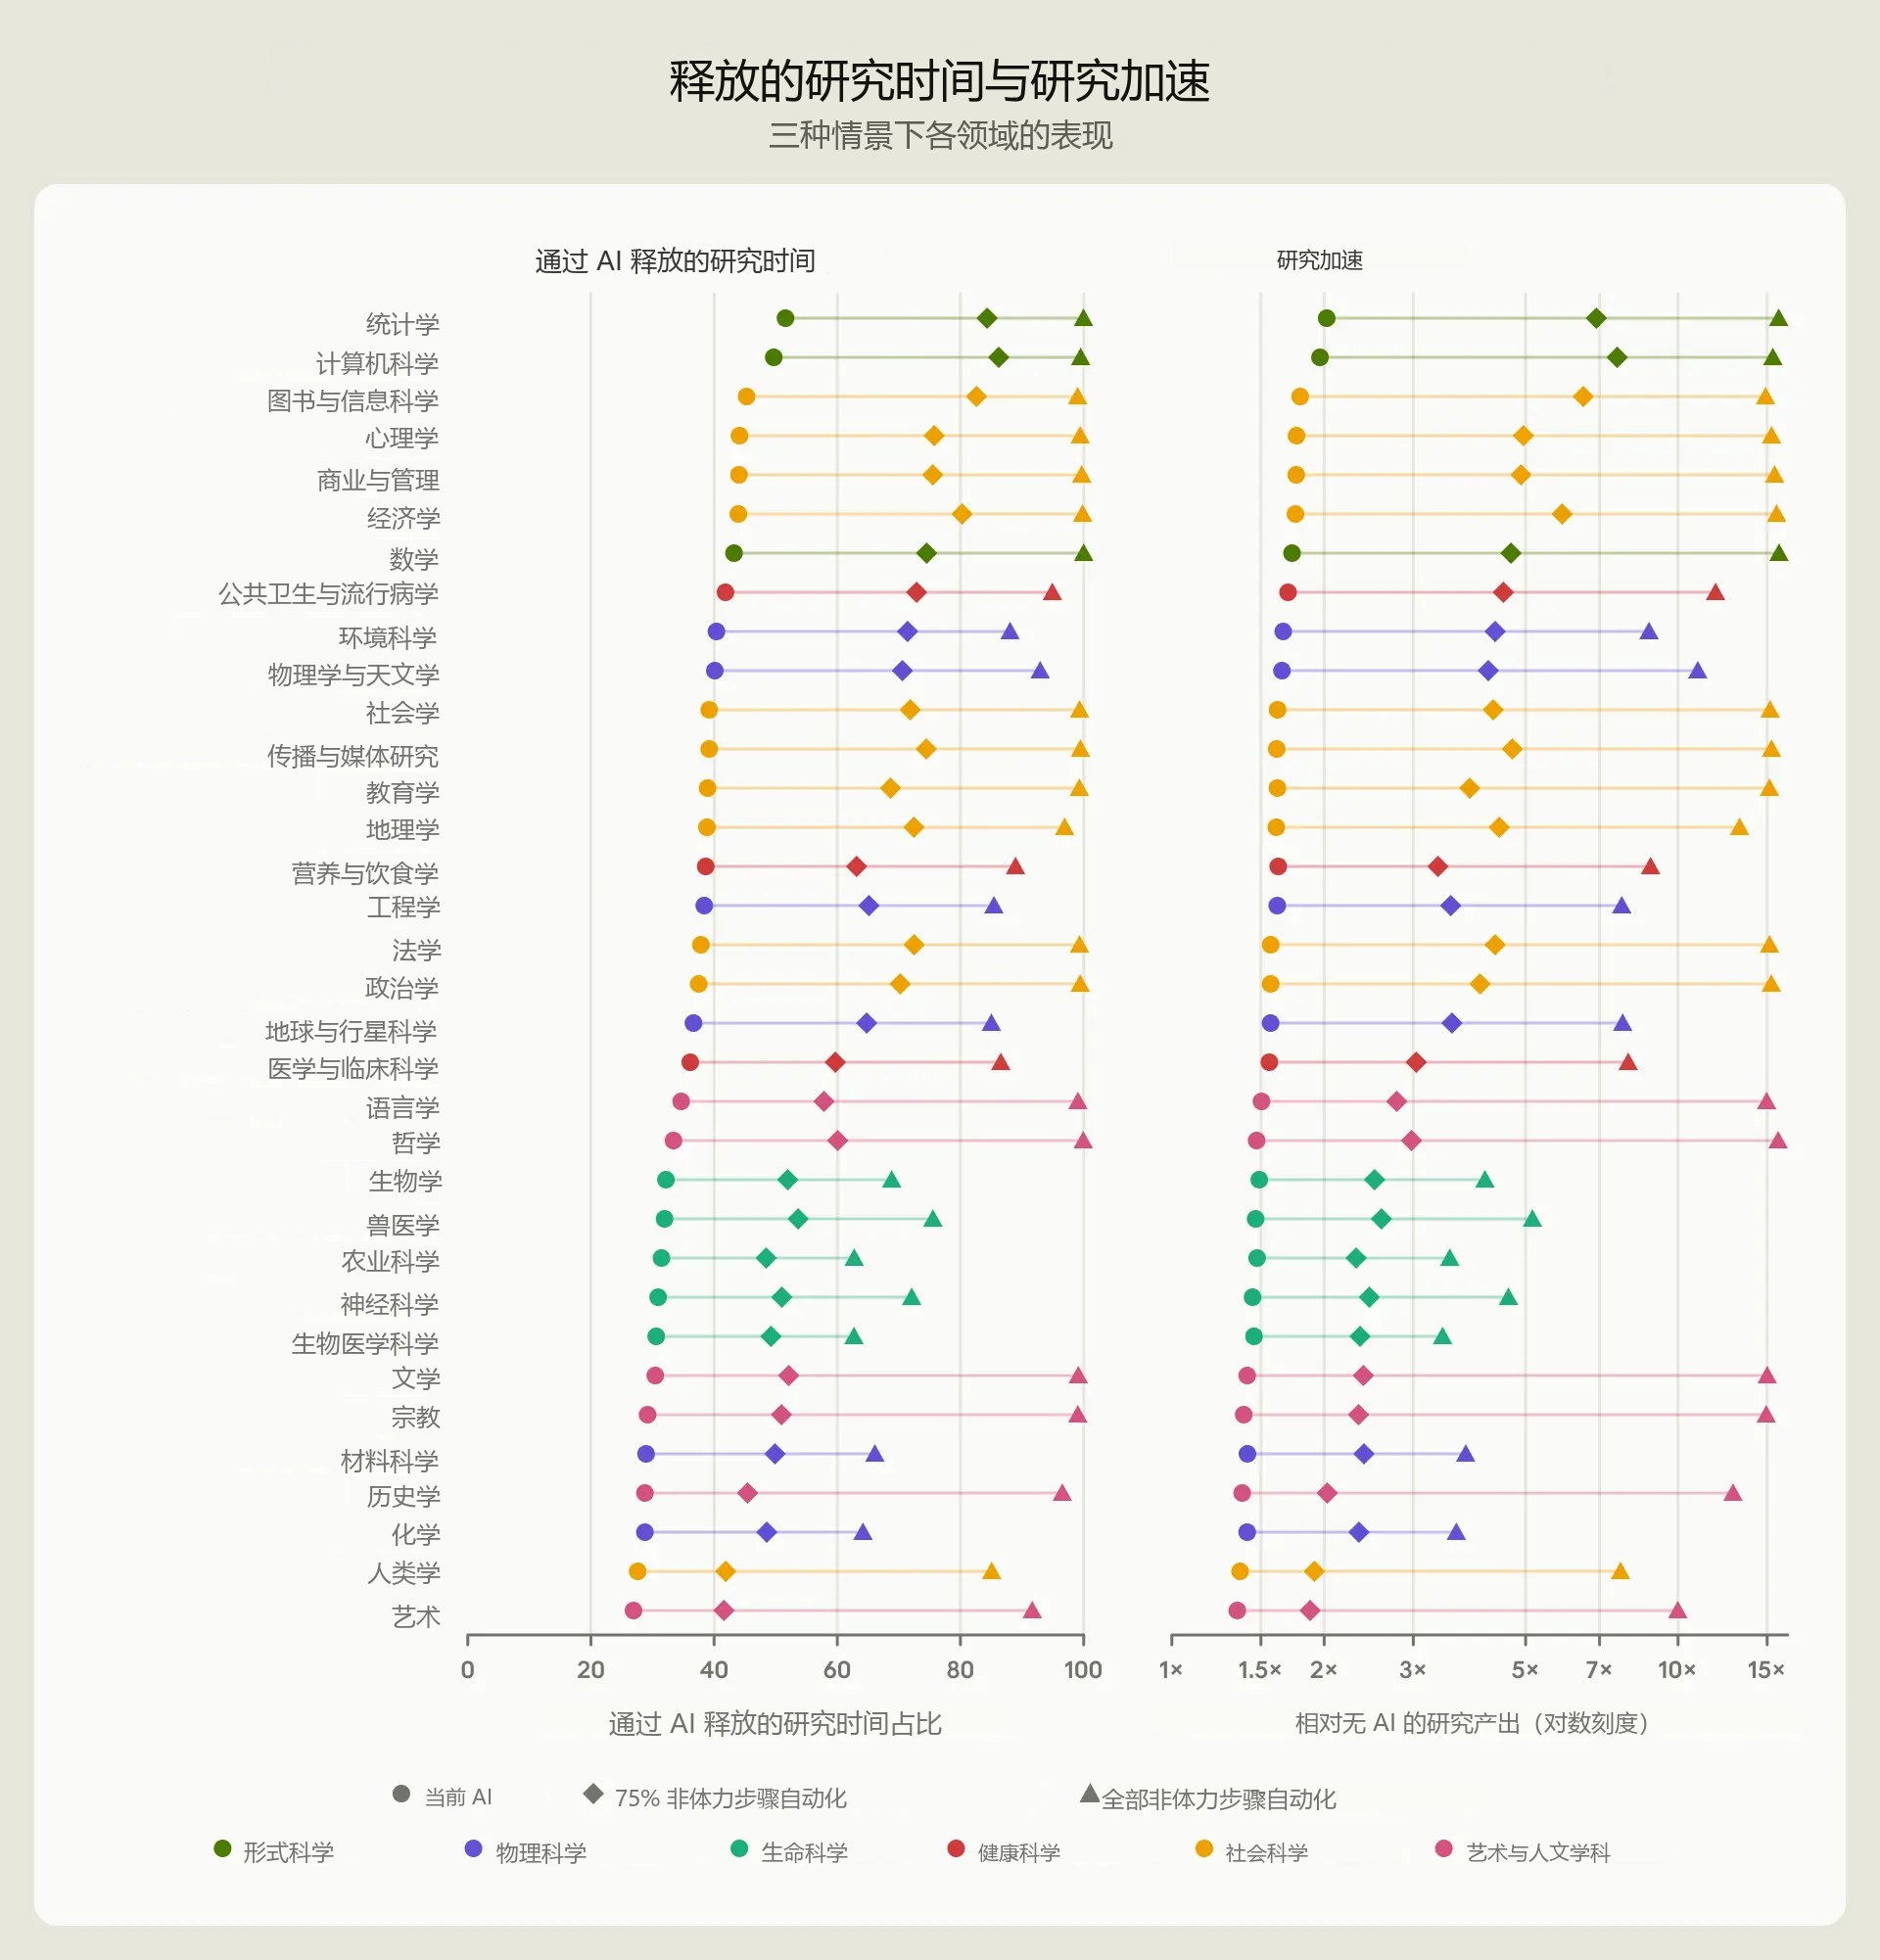 释放的研究时间与研究加速
三种情景下各领域的表现
通过 AI 释放的研究时间
研究加速
统计学
计算机科学
图书与信息科学
心理学
商业与管理
经济学
数学
公共卫生与流行病学
环境科学
物理学与天文学
社会学
传播与媒体研究
教育学
地理学
营养与饮食学
工程学
法学
政治学
地球与行星科学
医学与临床科学
语言学
哲学
生物学
兽医学
农业科学
神经科学
生物医学科学
文学
宗教
材料科学
历史学
化学
人类学
艺术
0 20 40 60 80 100
1× 1.5× 2× 3× 5× 7× 10× 15×
通过 AI 释放的研究时间占比
相对无 AI 的研究产出（对数刻度）
当前 AI
75% 非体力步骤自动化
全部非体力步骤自动化
形式科学
物理科学
生命科学
健康科学
社会科学
艺术与人文学科